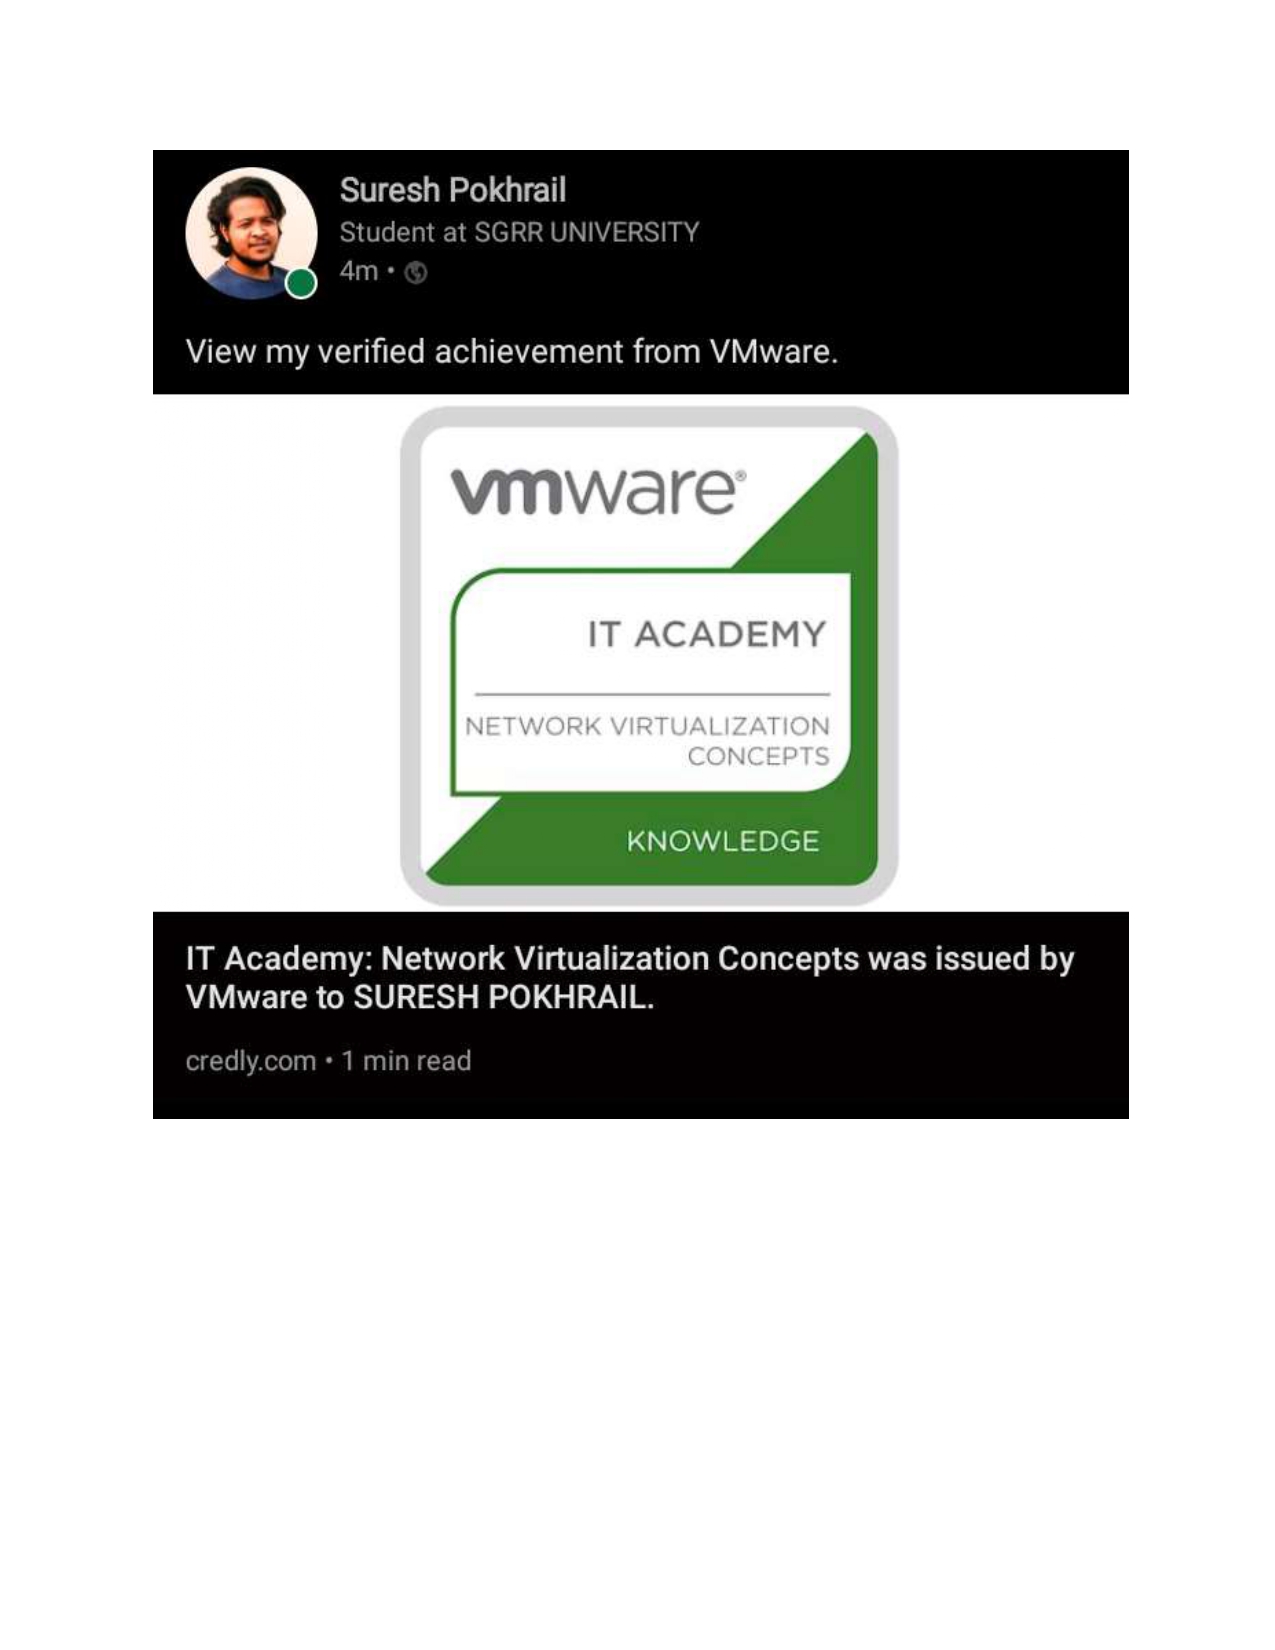 Suresh Pokhrail
Student at SGRR UNIVERSITY
4m •
View my verified achievement from VMware.
vmware®
IT ACADEMY
NETWORK VIRTUALIZATION
CONCEPTS
KNOWLEDGE
IT Academy: Network Virtualization Concepts was issued by
VMware to SURESH POKHRAIL.
credly.com • 1 min read